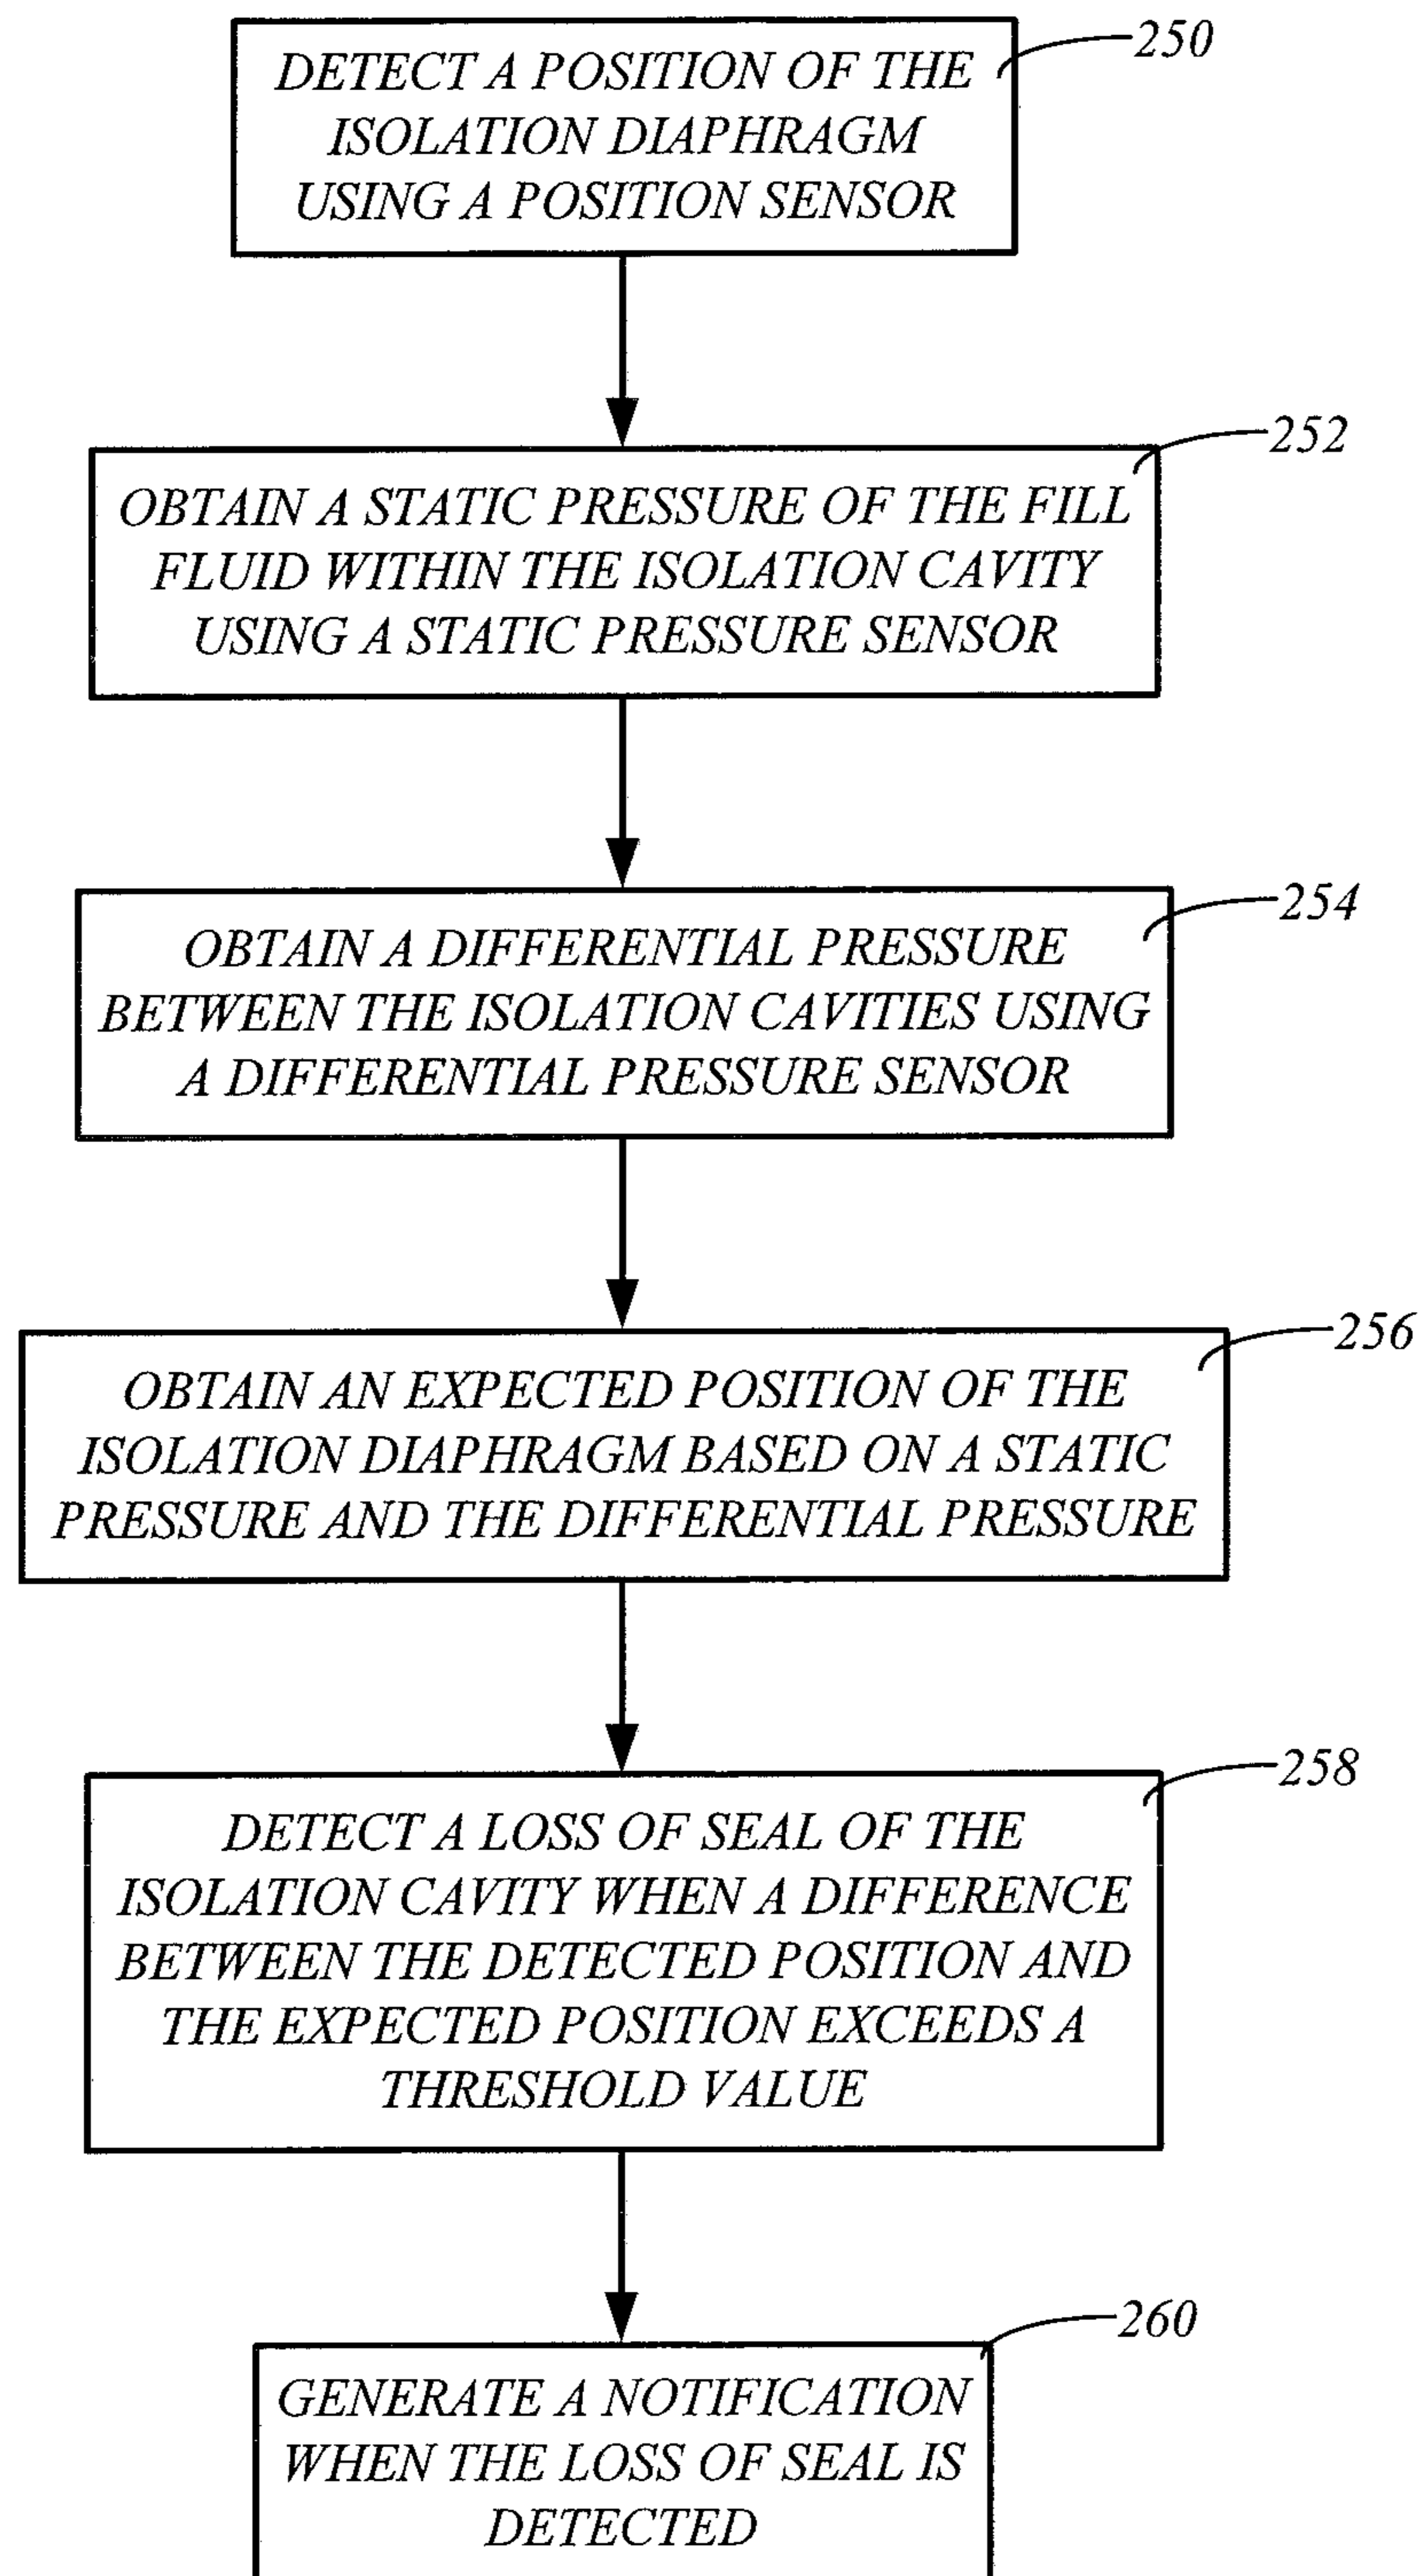 250
DETECT A POSITION OF THE
ISOLATION DIAPHRAGM
USING A POSITION SENSOR
252
OBTAIN A STATIC PRESSURE OF THE FILL
FLUID WITHIN THE ISOLATION CAVITY
USING A STATIC PRESSURE SENSOR
254
OBTAIN A DIFFERENTIAL PRESSURE
BETWEEN THE ISOLATION CAVITIES USING
A DIFFERENTIAL PRESSURE SENSOR
256
OBTAIN AN EXPECTED POSITION OF THE
ISOLATION DIAPHRAGM BASED ON A STATIC
PRESSURE AND THE DIFFERENTIAL PRESSURE
258
DETECT A LOSS OF SEAL OF THE
ISOLATION CAVITY WHEN A DIFFERENCE
BETWEEN THE DETECTED POSITION AND
THE EXPECTED POSITION EXCEEDS A
THRESHOLD VALUE
260
GENERATE A NOTIFICATION
WHEN THE LOSS OF SEAL IS
DETECTED